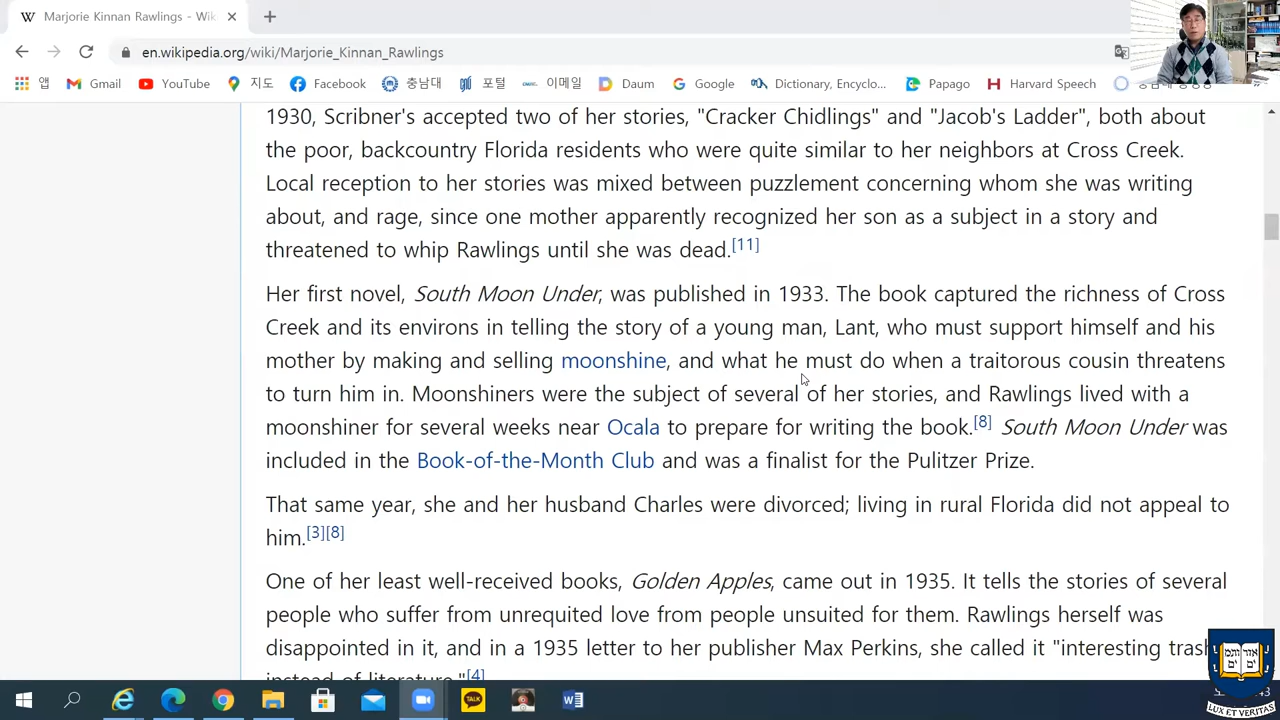 Marjorie Kinnan Rawlings - Wiki
en.wikipedia.org/wiki/Marjorie_Kinnan_Rawlings
앱 Gmail YouTube 지도 Facebook 포털 이메일 Daum Google Dictionary, Encyclo... Papago Harvard Speech
1930, Scribner's accepted two of her stories, "Cracker Chidlings" and "Jacob's Ladder", both about
the poor, backcountry Florida residents who were quite similar to her neighbors at Cross Creek.
Local reception to her stories was mixed between puzzlement concerning whom she was writing
about, and rage, since one mother apparently recognized her son as a subject in a story and
threatened to whip Rawlings until she was dead.[11]
Her first novel, South Moon Under, was published in 1933. The book captured the richness of Cross
Creek and its environs in telling the story of a young man, Lant, who must support himself and his
mother by making and selling moonshine, and what he must do when a traitorous cousin threatens
to turn him in. Moonshiners were the subject of several of her stories, and Rawlings lived with a
moonshiner for several weeks near Ocala to prepare for writing the book.[8] South Moon Under was
included in the Book-of-the-Month Club and was a finalist for the Pulitzer Prize.
That same year, she and her husband Charles were divorced; living in rural Florida did not appeal to
him.[3][8]
One of her least well-received books, Golden Apples, came out in 1935. It tells the stories of several
people who suffer from unrequited love from people unsuited for them. Rawlings herself was
disappointed in it, and in a 1935 letter to her publisher Max Perkins, she called it "interesting trash
instead of literature."[4]
TALK
LUX ET VERITAS